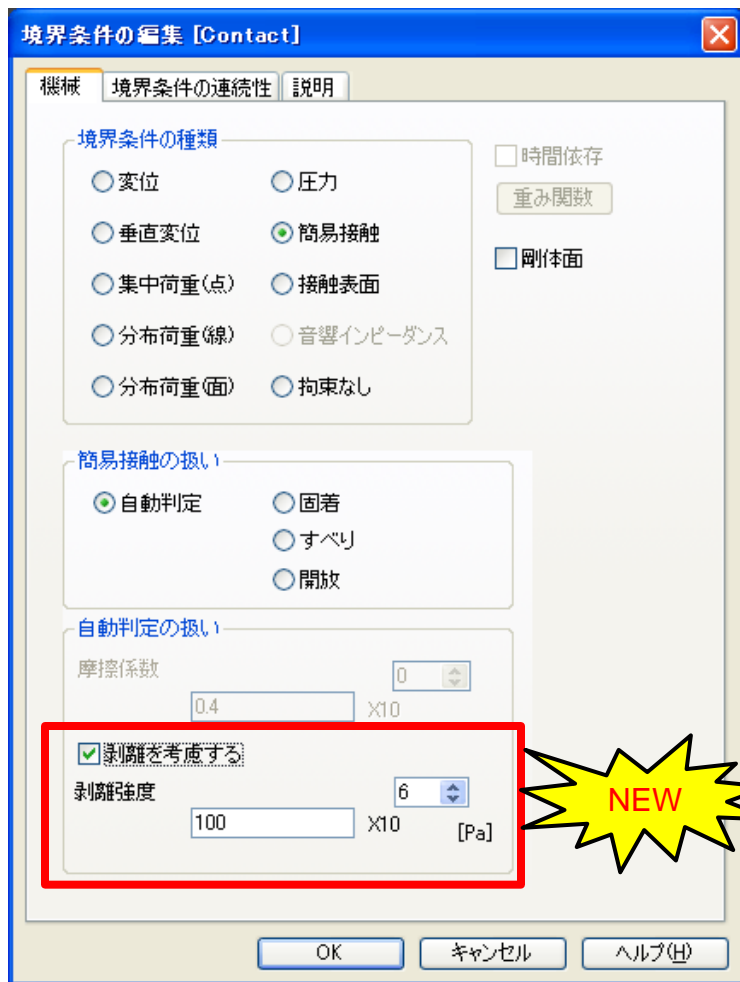 境界条件の編集 [Contact]
機械 境界条件の連続性 説明
境界条件の種類
変位 圧力
垂直変位 簡易接触
集中荷重(点) 接触表面
分布荷重(線) 音響インピーダンス
分布荷重(面) 拘束なし
時間依存
重み関数
剛体面
簡易接触の扱い
自動判定 固着
すべり
開放
自動判定の扱い
摩擦係数 0
0.4 X10
剥離を考慮する
剥離強度 6
100 X10 [Pa]
NEW
OK キャンセル ヘルプ(H)